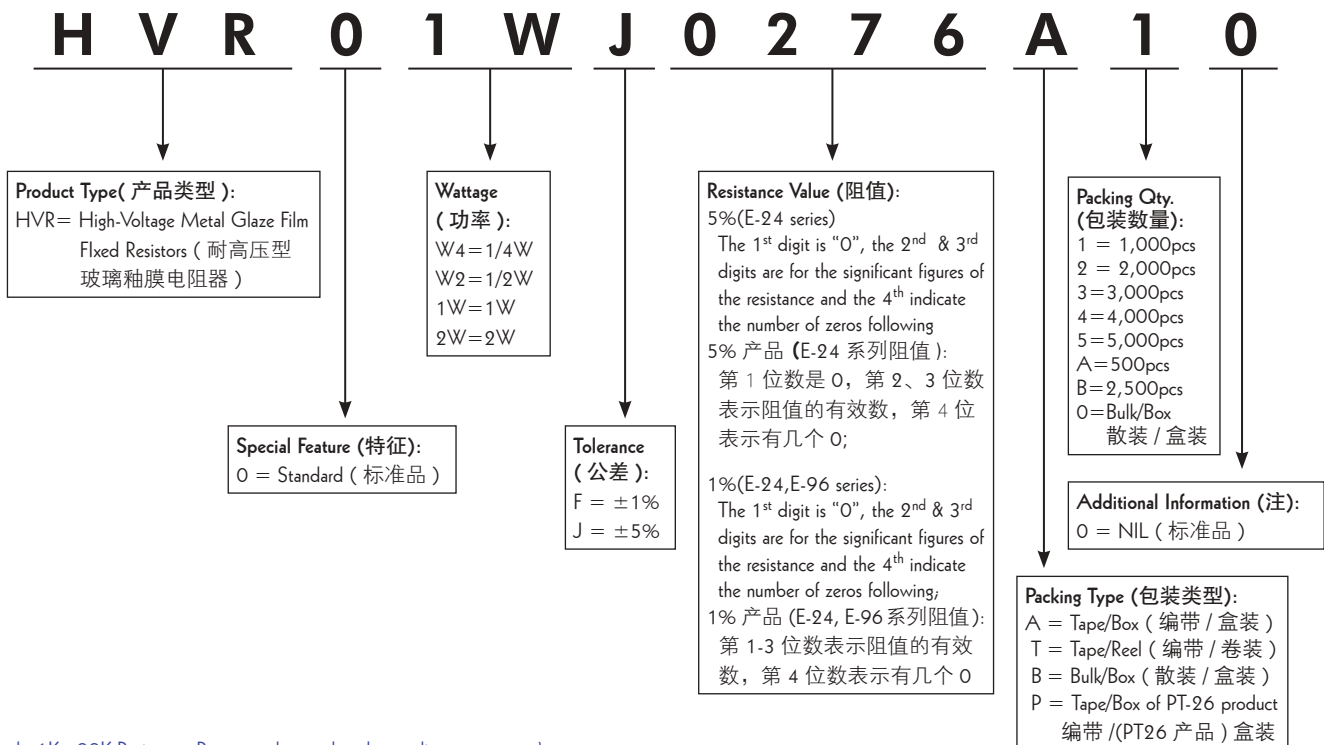 HVR01WJ0276A10
Product Type( 产品类型 ):
HVR= High-Voltage Metal Glaze Film
FIxed Resistors ( 耐高压型
玻璃釉膜电阻器 )
Special Feature (特征):
0 = Standard ( 标准品 )
Wattage
( 功率 ):
W4=1/4W
W2=1/2W
1W=1W
2W=2W
Tolerance
( 公差 ):
F = ±1%
J = ±5%
Resistance Value (阻值):
5%(E-24 series)
The 1st digit is “0”, the 2nd & 3rd
digits are for the significant figures of
the resistance and the 4th indicate
the number of zeros following
5% 产品 (E-24 系列阻值 ):
第 1 位数是 0，第 2、3 位数
表示阻值的有效数，第 4 位
表示有几个 0;
1%(E-24,E-96 series):
The 1st digit is “0”, the 2nd & 3rd
digits are for the significant figures of
the resistance and the 4th indicate
the number of zeros following;
1% 产品 (E-24, E-96 系列阻值):
第 1-3 位数表示阻值的有效
数，第 4 位数表示有几个 0
Packing Qty.
(包装数量):
1 = 1,000pcs
2 = 2,000pcs
3=3,000pcs
4=4,000pcs
5=5,000pcs
A=500pcs
B=2,500pcs
0=Bulk/Box
散装 / 盒装
Additional Information (注):
0 = NIL ( 标准品 )
Packing Type (包装类型):
A = Tape/Box ( 编带 / 盒装 )
T = Tape/Reel ( 编带 / 卷装 )
B = Bulk/Box ( 散装 / 盒装 )
P = Tape/Box of PT-26 product
编带 /(PT26 产品 ) 盒装